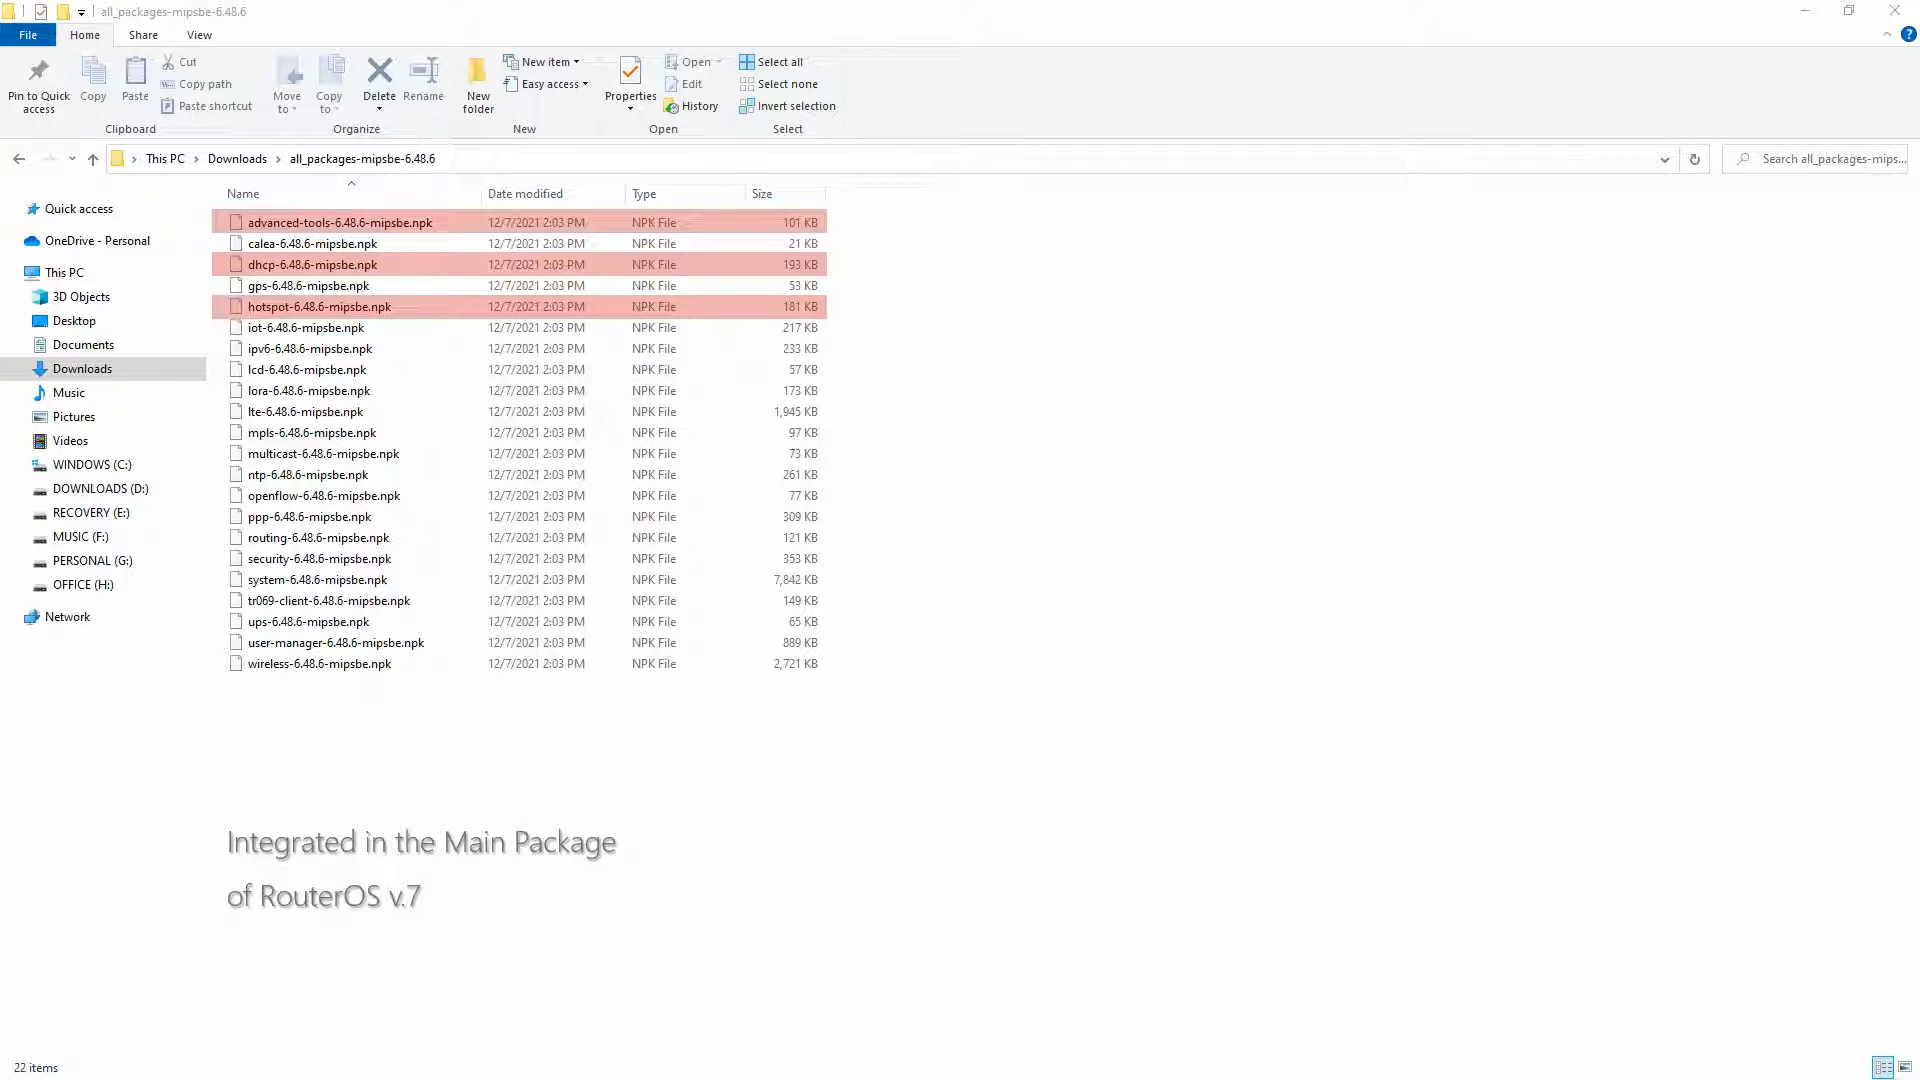 all_packages-mipsbe-6.48.6
File Home Share View
Pin to Quick access
Copy
Paste
Cut
Copy path
Paste shortcut
Clipboard
Move to
Copy to
Delete
Rename
Organize
New folder
New item
Easy access
New
Properties
Open
Edit
History
Open
Select all
Select none
Invert selection
Select
This PC > Downloads > all_packages-mipsbe-6.48.6
Search all_packages-mips...
Quick access
OneDrive - Personal
This PC
3D Objects
Desktop
Documents
Downloads
Music
Pictures
Videos
WINDOWS (C:)
DOWNLOADS (D:)
RECOVERY (E:)
MUSIC (F:)
PERSONAL (G:)
OFFICE (H:)
Network
Name Date modified Type Size
advanced-tools-6.48.6-mipsbe.npk 12/7/2021 2:03 PM NPK File 101 KB
calea-6.48.6-mipsbe.npk 12/7/2021 2:03 PM NPK File 21 KB
dhcp-6.48.6-mipsbe.npk 12/7/2021 2:03 PM NPK File 193 KB
gps-6.48.6-mipsbe.npk 12/7/2021 2:03 PM NPK File 53 KB
hotspot-6.48.6-mipsbe.npk 12/7/2021 2:03 PM NPK File 181 KB
iot-6.48.6-mipsbe.npk 12/7/2021 2:03 PM NPK File 217 KB
ipv6-6.48.6-mipsbe.npk 12/7/2021 2:03 PM NPK File 233 KB
lcd-6.48.6-mipsbe.npk 12/7/2021 2:03 PM NPK File 57 KB
lora-6.48.6-mipsbe.npk 12/7/2021 2:03 PM NPK File 173 KB
lte-6.48.6-mipsbe.npk 12/7/2021 2:03 PM NPK File 1,945 KB
mpls-6.48.6-mipsbe.npk 12/7/2021 2:03 PM NPK File 97 KB
multicast-6.48.6-mipsbe.npk 12/7/2021 2:03 PM NPK File 73 KB
ntp-6.48.6-mipsbe.npk 12/7/2021 2:03 PM NPK File 261 KB
openflow-6.48.6-mipsbe.npk 12/7/2021 2:03 PM NPK File 77 KB
ppp-6.48.6-mipsbe.npk 12/7/2021 2:03 PM NPK File 309 KB
routing-6.48.6-mipsbe.npk 12/7/2021 2:03 PM NPK File 121 KB
security-6.48.6-mipsbe.npk 12/7/2021 2:03 PM NPK File 353 KB
system-6.48.6-mipsbe.npk 12/7/2021 2:03 PM NPK File 7,842 KB
tr069-client-6.48.6-mipsbe.npk 12/7/2021 2:03 PM NPK File 149 KB
ups-6.48.6-mipsbe.npk 12/7/2021 2:03 PM NPK File 65 KB
user-manager-6.48.6-mipsbe.npk 12/7/2021 2:03 PM NPK File 889 KB
wireless-6.48.6-mipsbe.npk 12/7/2021 2:03 PM NPK File 2,721 KB
Integrated in the Main Package
of RouterOS v.7
22 items